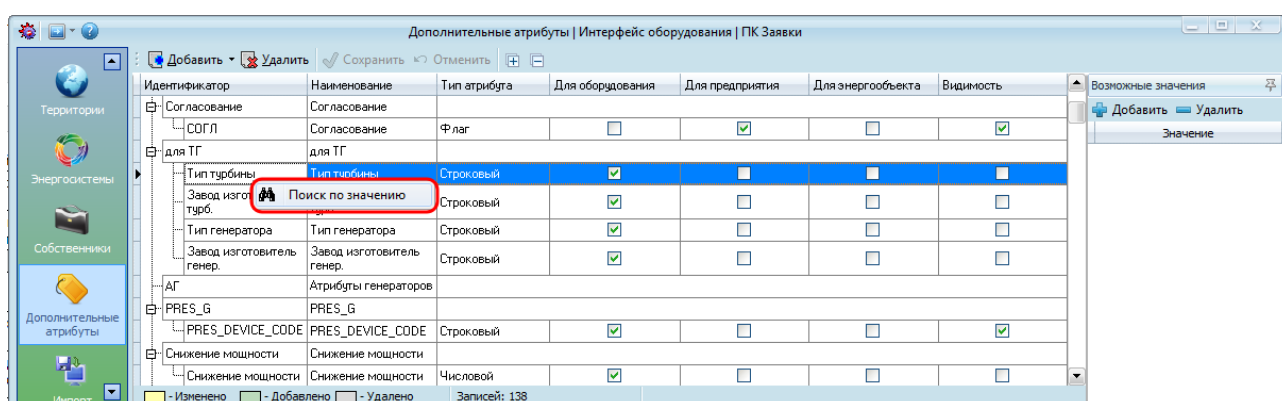 Дополнительные атрибуты | Интерфейс оборудования | ПК Заявки
Добавить Удалить Сохранить Отменить
Идентификатор Наименование Тип атрибута Для оборудования Для предприятия Для энергообъекта Видимость
Согласование Согласование
СОГЛ Согласование Флаг
для ТГ для ТГ
Тип турбины Тип турбины Строковый
Завод изгот
турб. Строковый
Поиск по значению
Тип генератора Тип генератора Строковый
Завод изготовитель Завод изготовитель
генер. генер. Строковый
АГ Атрибуты генераторов
PRES_G PRES_G
PRES_DEVICE_CODE PRES_DEVICE_CODE Строковый
Снижение мощности Снижение мощности
Снижение мощности Снижение мощности Числовой
- Изменено - Добавлено - Удалено Записей: 138
Территории
Энергосистемы
Собственники
Дополнительные
атрибуты
Импорт
Возможные значения
Добавить Удалить
Значение